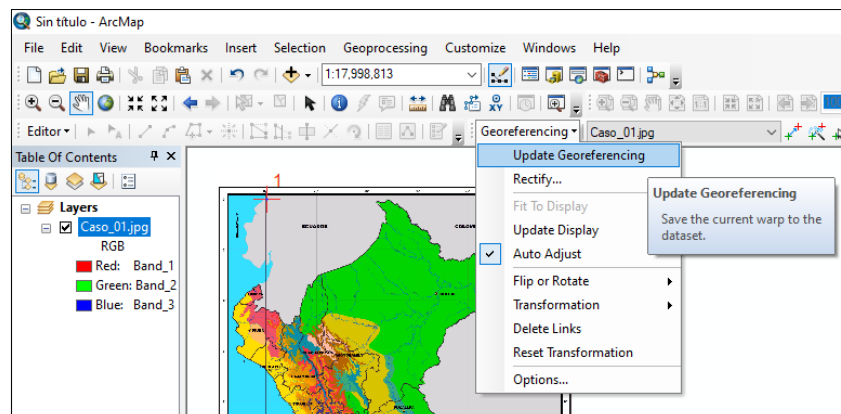 Sin título - ArcMap
File Edit View Bookmarks Insert Selection Geoprocessing Customize Windows Help
1:17,998,813
Editor
Georeferencing
Caso_01.jpg
Table Of Contents
Layers
Caso_01.jpg
RGB
Red: Band_1
Green: Band_2
Blue: Band_3
1
ECUADOR
Update Georeferencing
Rectify...
Fit To Display
Update Display
Auto Adjust
Flip or Rotate
Transformation
Delete Links
Reset Transformation
Options...
Update Georeferencing
Save the current warp to the
dataset.